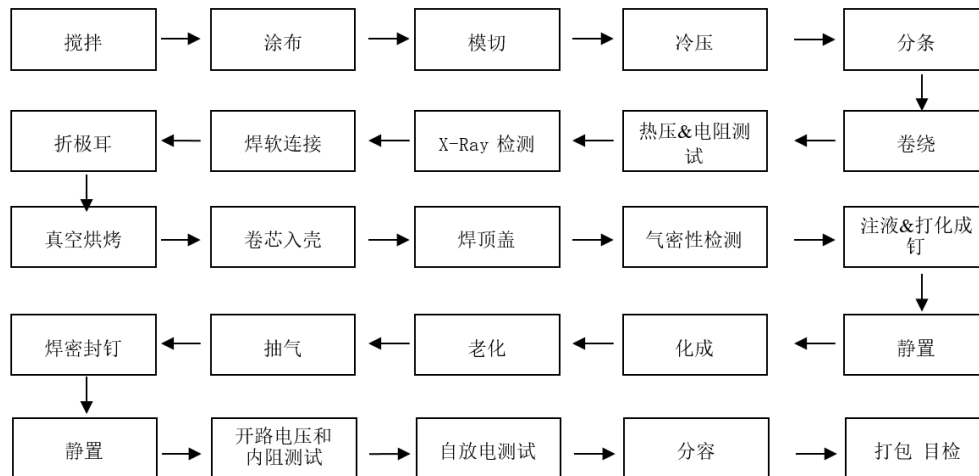 搅拌
涂布
模切
冷压
分条
折极耳
焊软连接
X-Ray 检测
热压&电阻测
试
卷绕
真空烘烤
卷芯入壳
焊顶盖
气密性检测
注液&打化成
钉
焊密封钉
抽气
老化
化成
静置
静置
开路电压和
内阻测试
自放电测试
分容
打包 目检